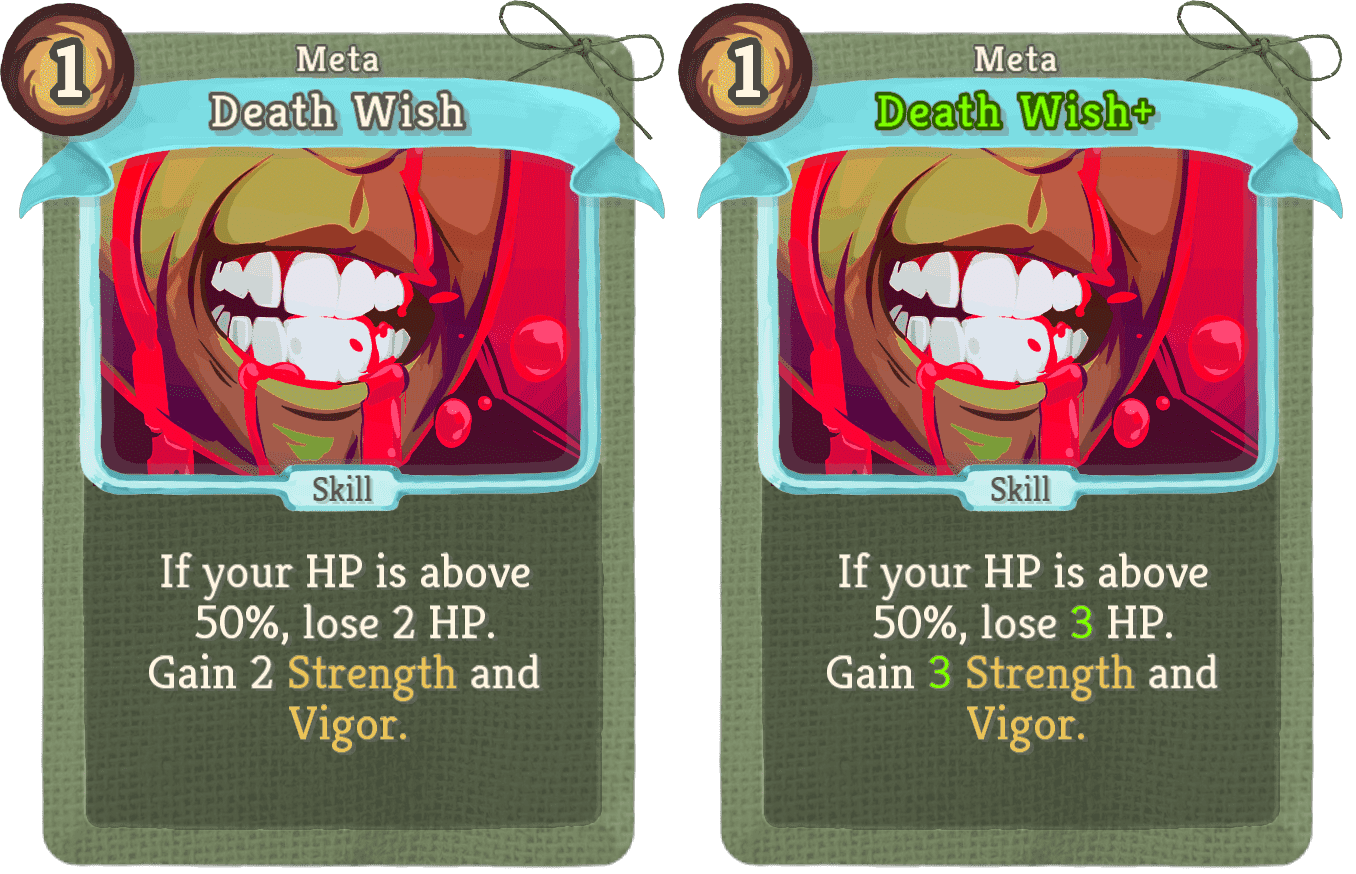 1
Meta
Death Wish
Skill
If your HP is above
50%, lose 2 HP.
Gain 2 Strength and
Vigor.
1
Meta
Death Wish+
Skill
If your HP is above
50%, lose 3 HP.
Gain 3 Strength and
Vigor.